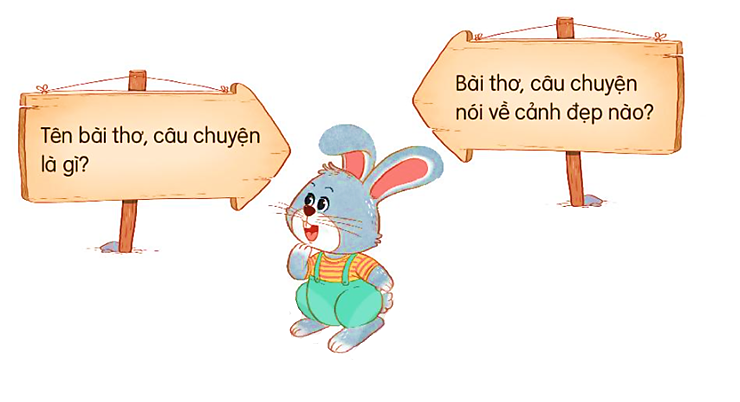 Tên bài thơ, câu chuyện
là gì?
Bài thơ, câu chuyện
nói về cảnh đẹp nào?